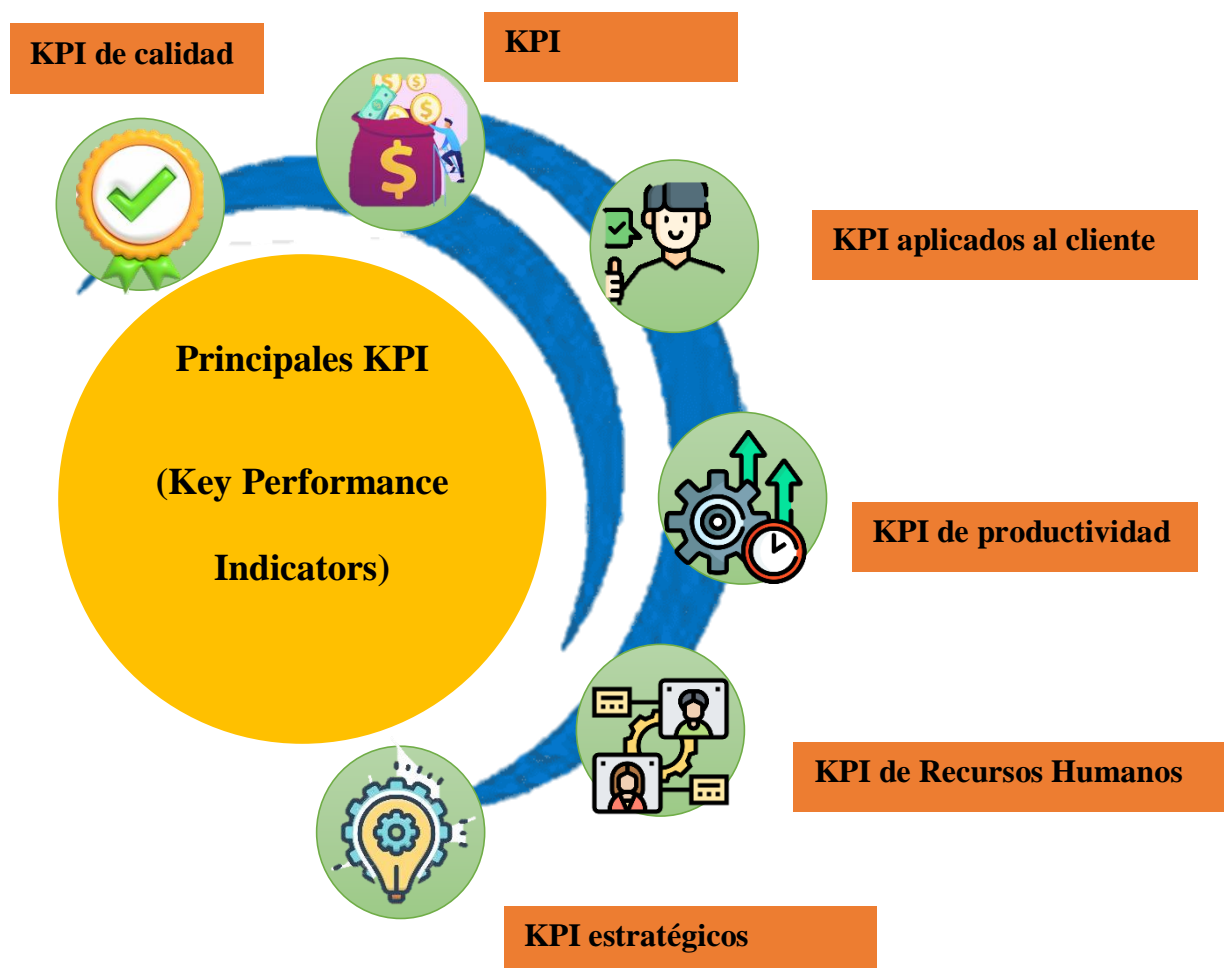 KPI de calidad
KPI
KPI aplicados al cliente
Principales KPI
(Key Performance
Indicators)
KPI de productividad
KPI de Recursos Humanos
KPI estratégicos